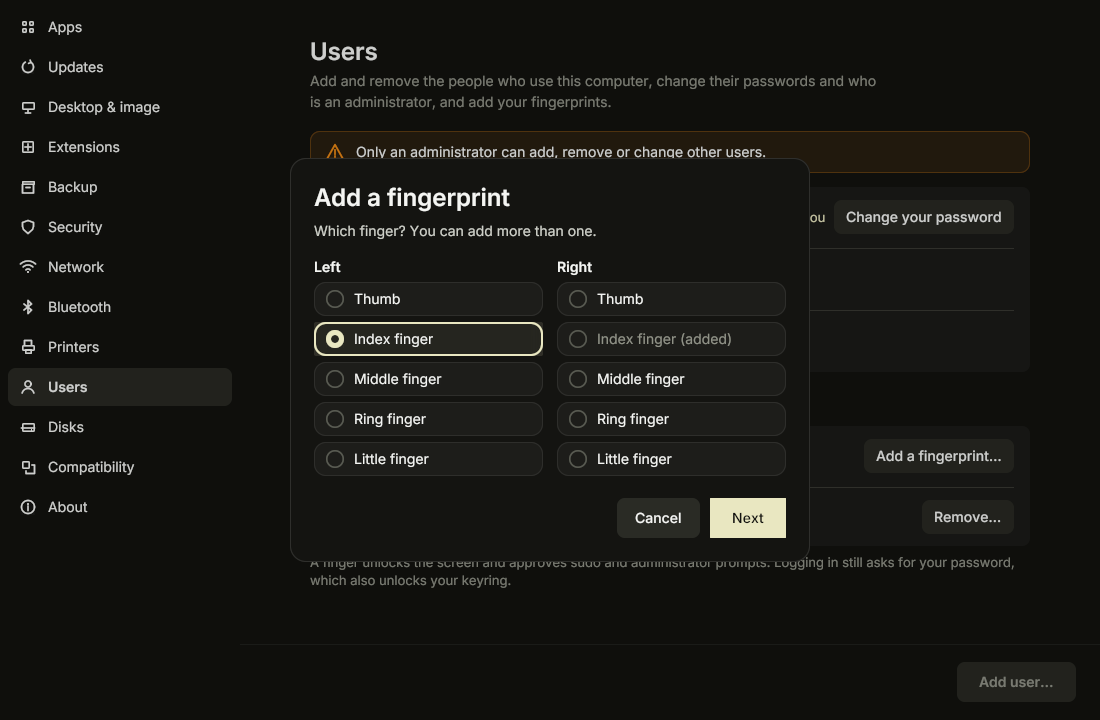 Apps
Updates
Desktop & image
Extensions
Backup
Security
Network
Bluetooth
Printers
Users
Disks
Compatibility
About
Users
Add and remove the people who use this computer, change their passwords and who
is an administrator, and add your fingerprints.
Only an administrator can add, remove or change other users.
ou
Change your password
Add a fingerprint
Which finger? You can add more than one.
Left
Right
Thumb
Thumb
Index finger
Index finger (added)
Middle finger
Middle finger
Ring finger
Ring finger
Little finger
Little finger
Cancel
Next
Add a fingerprint...
Remove...
A finger unlocks the screen and approves sudo and administrator prompts. Logging in still asks for your password,
which also unlocks your keyring.
Add user...